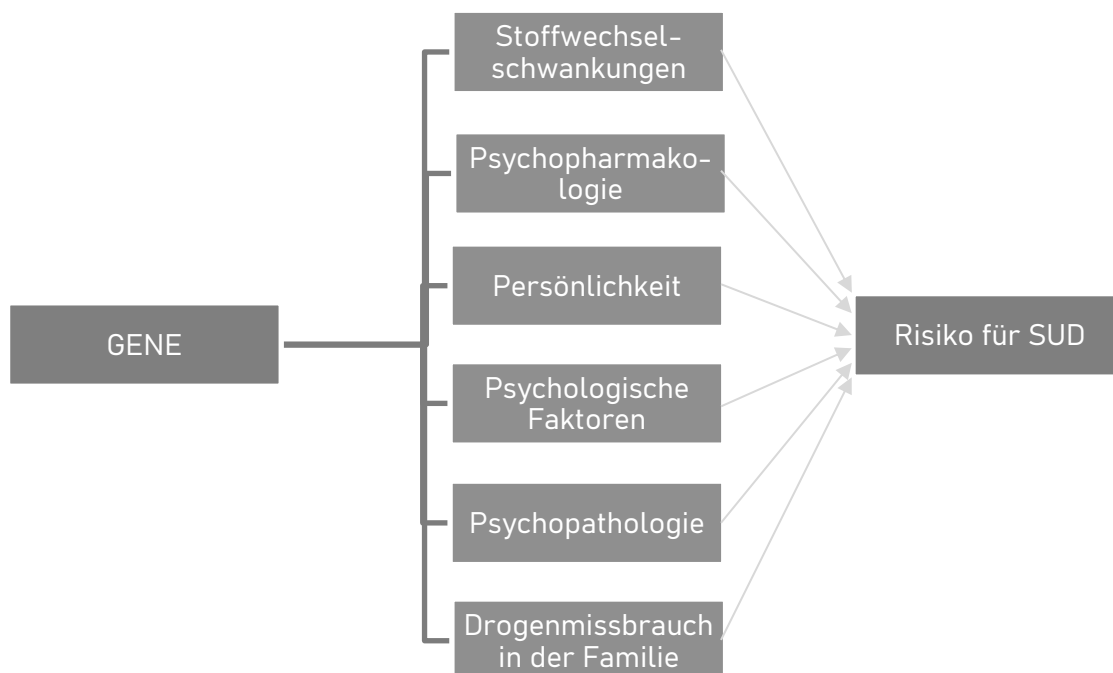 Stoffwechsel-
schwankungen
Psychopharmako-
logie
Persönlichkeit
GENE
Risiko für SUD
Psychologische
Faktoren
Psychopathologie
Drogenmissbrauch
in der Familie